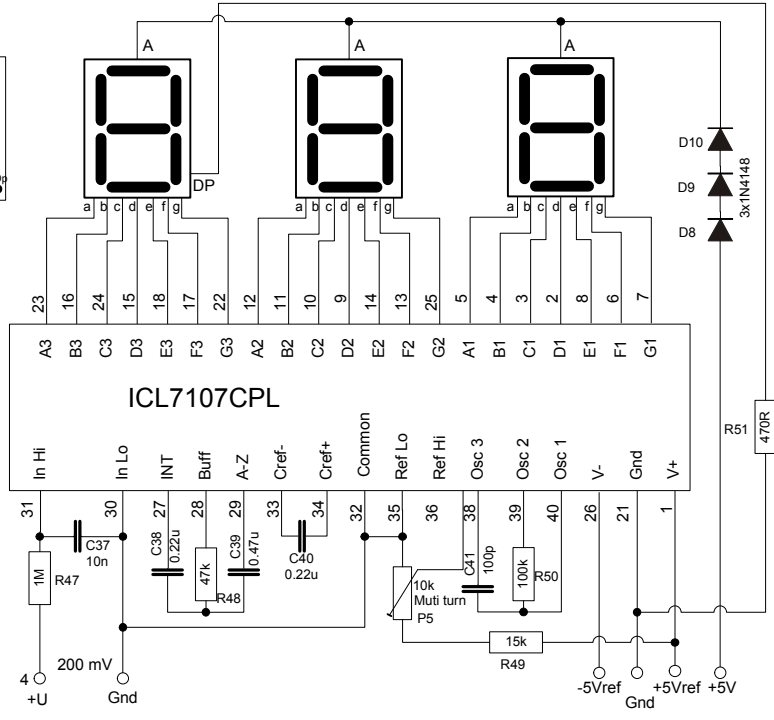 A A A
D10
D9
D8
3x1N4148
DP
a b c d e f g a b c d e f g a b c d e f g
23 16 24 15 18 17 22 12 11 10 9 14 13 25 5 4 3 2 8 6 7
A3 B3 C3 D3 E3 F3 G3 A2 B2 C2 D2 E2 F2 G2 A1 B1 C1 D1 E1 F1 G1
ICL7107CPL
R51
470R
In Hi In Lo INT Buff A-Z Cref- Cref+ Common Ref Lo Ref Hi Osc 3 Osc 2 Osc 1 V- Gnd V+
31 30 27 28 29 33 34 32 35 36 38 39 40 26 21 1
C37
10n
C38
0.22u
C39
0.47u
C40
0.22u
C41
100p
1M
R47
47k
R48
10k
Muti turn
P5
100k
R50
15k
R49
200 mV
4
+U
Gnd
-5Vref
Gnd
+5Vref
+5V